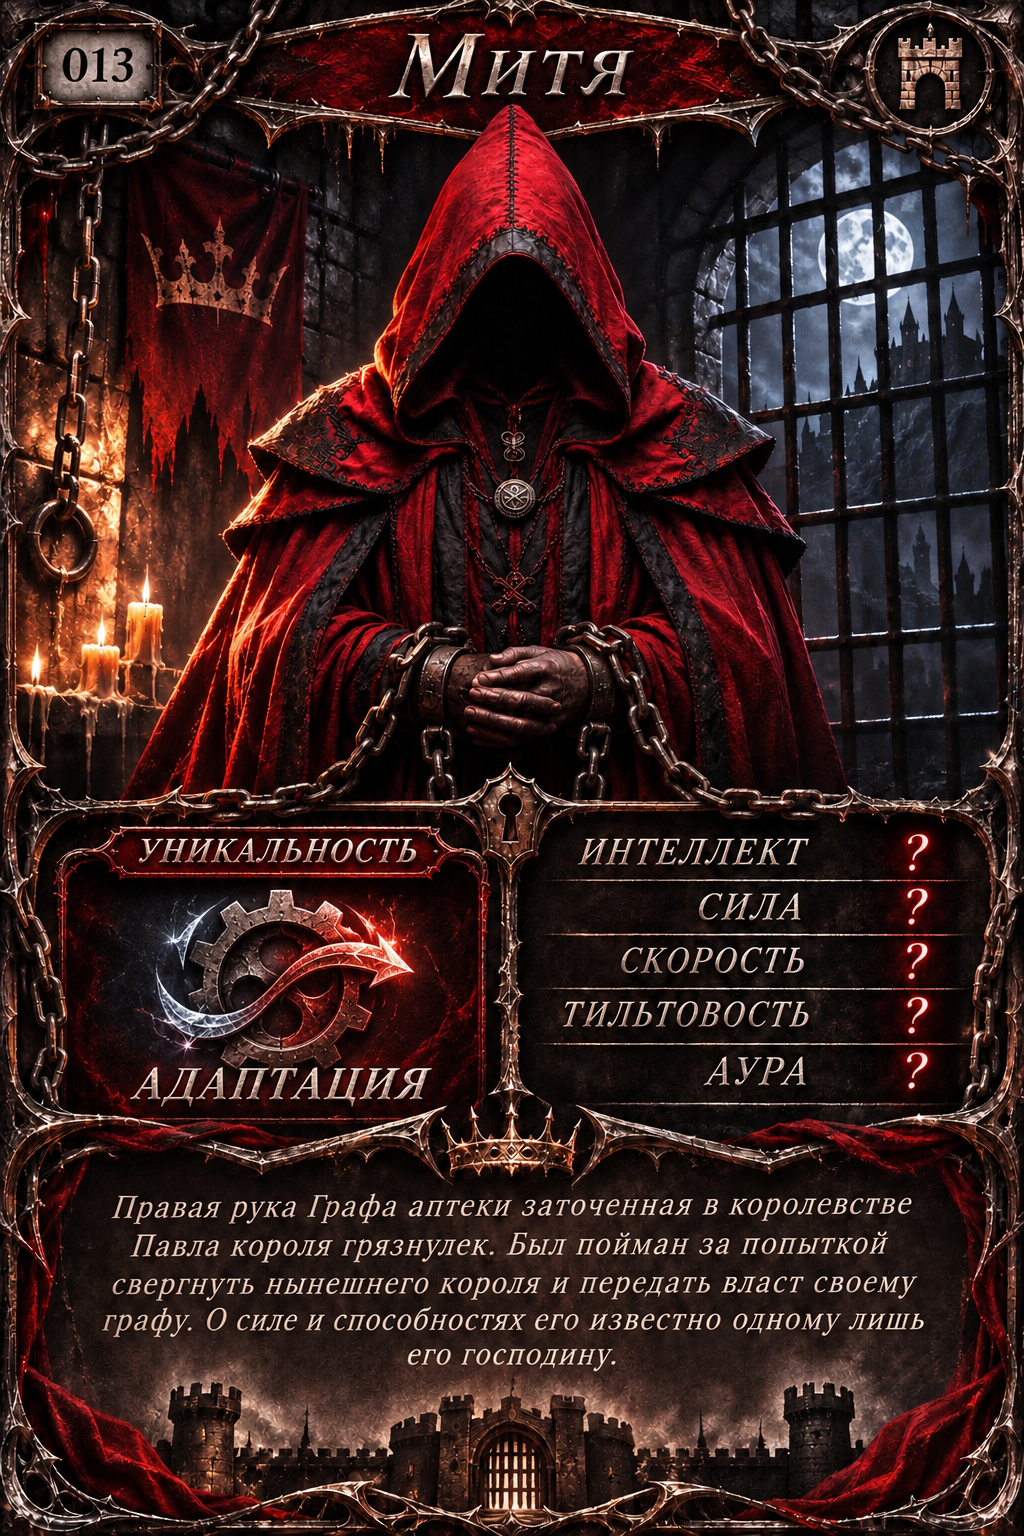 013
Митя
УНИКАЛЬНОСТЬ
АДАПТАЦИЯ
ИНТЕЛЛЕКТ ?
СИЛА ?
СКОРОСТЬ ?
ТИЛЬТОВОСТЬ ?
АУРА ?
Правая рука Графа аптеки заточенная в королевстве
Павла короля грязнулек. Был пойман за попыткой
свергнуть нынешнего короля и передать власт своему
графу. О силе и способностях его известно одному лишь
его господину.